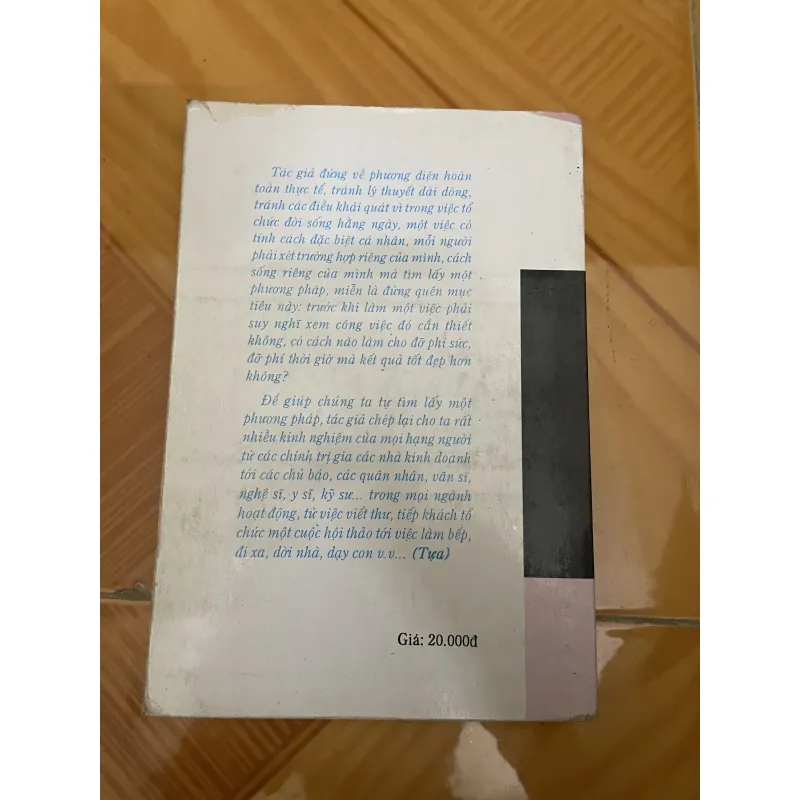 Tác giả đứng về phương diện hoàn
toàn thực tế, tránh lý thuyết dài dòng,
tránh các điều khái quát vì trong việc tổ
chức đời sống hằng ngày, một việc có
tính cách đặc biệt cá nhân, mỗi người
phải xét trường hợp riêng của mình, cách
sống riêng của mình mà tìm lấy một
phương pháp, miễn là đừng quên mục
tiêu này: trước khi làm một việc phải
suy nghĩ xem công việc đó cần thiết
không, có cách nào làm cho đỡ phí sức,
đỡ phí thời giờ mà kết quả tốt đẹp hơn
không?
Để giúp chúng ta tự tìm lấy một
phương pháp, tác giả chép lại cho ta rất
nhiều kinh nghiệm của mọi hạng người
từ các chính trị gia các nhà kinh doanh
tới các chủ báo, các quân nhân, văn sĩ,
nghệ sĩ, y sĩ, kỹ sư... trong mọi ngành
hoạt động, từ việc viết thư, tiếp khách tổ
chức một cuộc hội thảo tới việc làm bếp,
đi xa, dời nhà, dạy con v.v... (Tựa)
Giá: 20.000đ